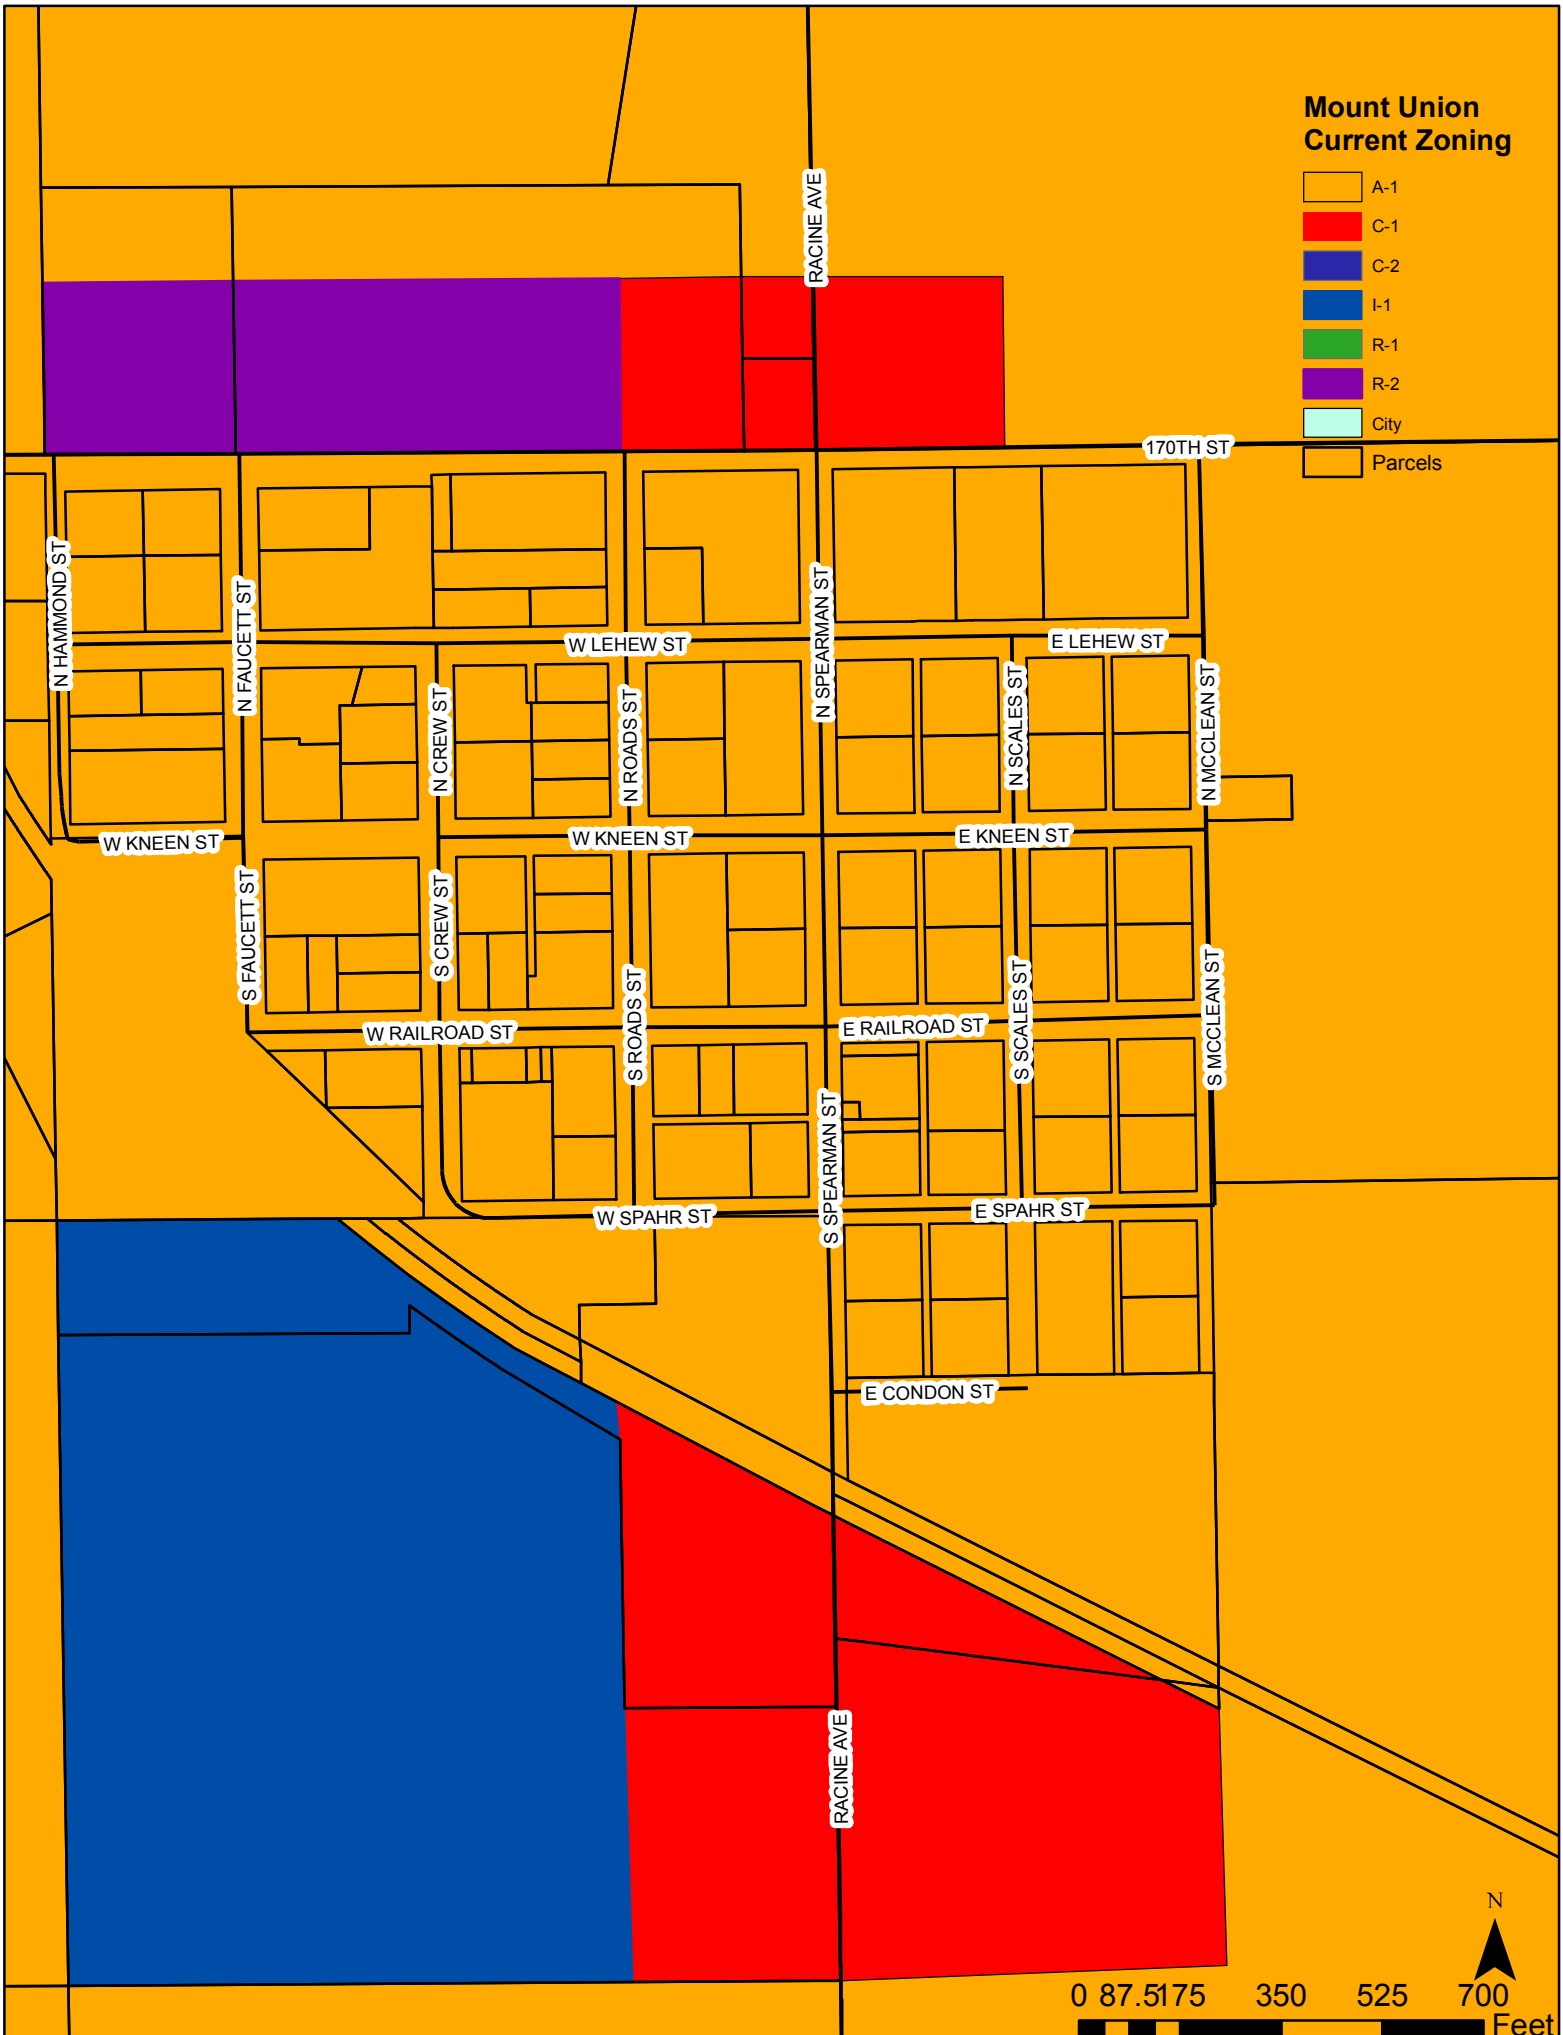 Mount Union
Current Zoning
A-1
C-1
C-2
I-1
R-1
R-2
City
Parcels
RACINE AVE
170TH ST
N HAMMOND ST
N FAUCETT ST
W LEHEW ST
N SPEARMAN ST
E LEHEW ST
N CREW ST
N ROADS ST
N SCALES ST
N MCCLEAN ST
W KNEEN ST
W KNEEN ST
E KNEEN ST
S FAUCETT ST
S CREW ST
S ROADS ST
S SCALES ST
S MCCLEAN ST
W RAILROAD ST
E RAILROAD ST
S SPEARMAN ST
W SPAHR ST
E SPAHR ST
E CONDON ST
RACINE AVE
N
0 87.5175 350 525 700
Feet